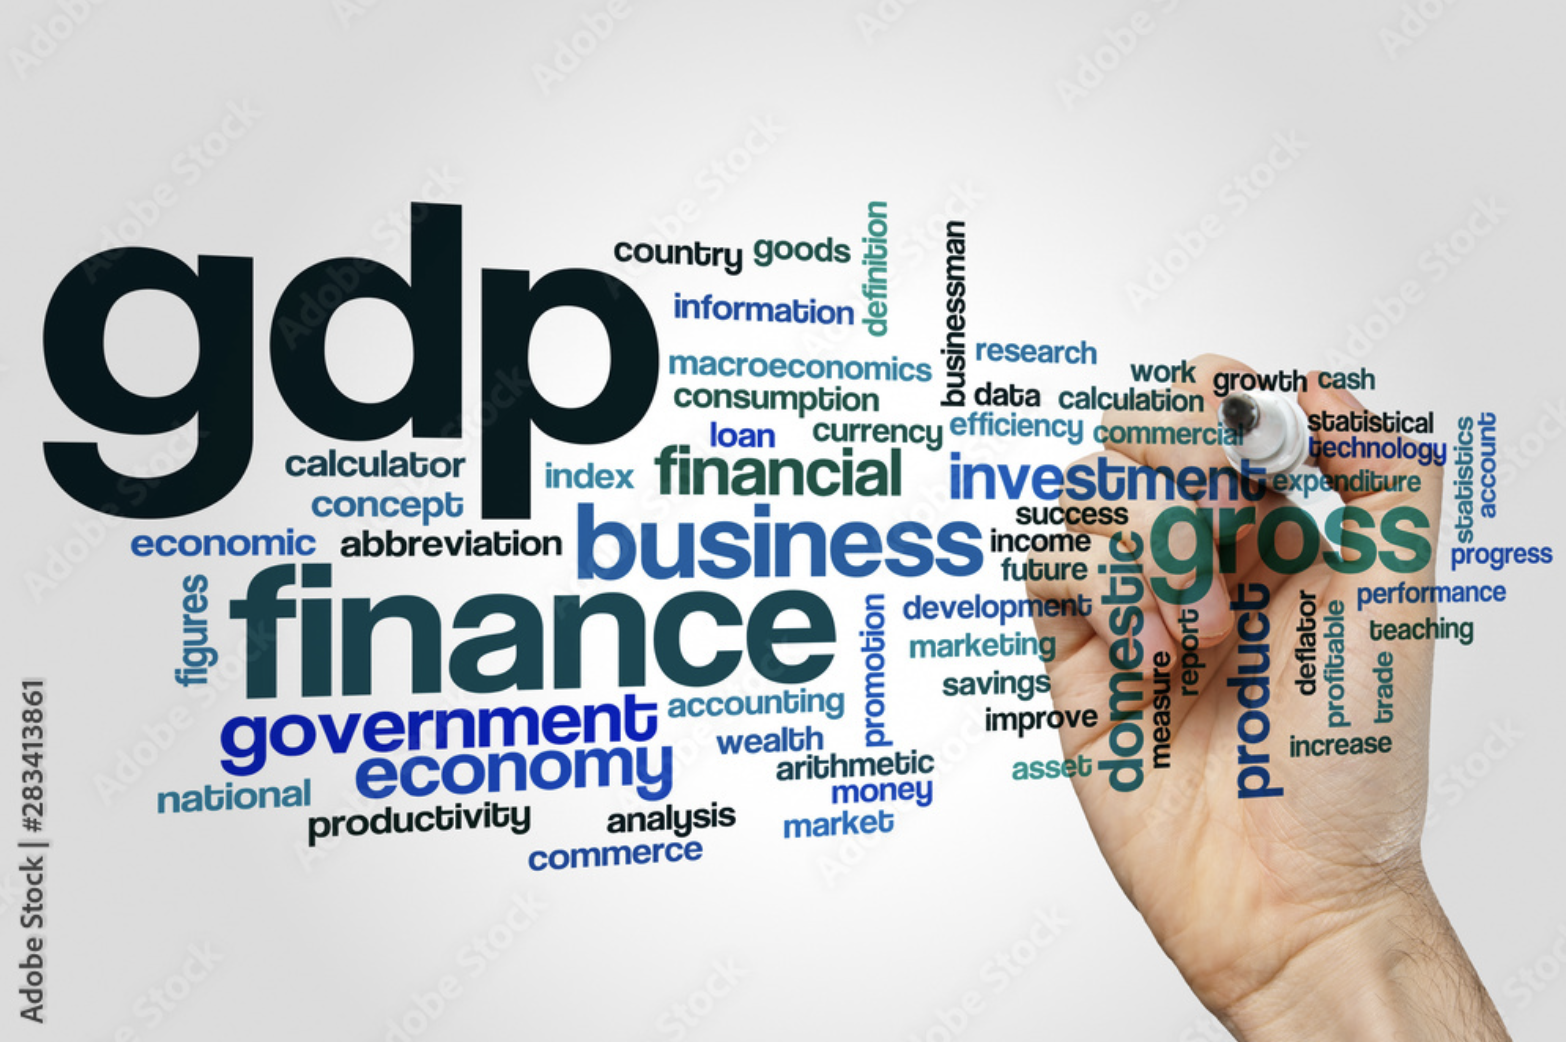 gdp
country
goods
definition
businessman
information
research
macroeconomics
work
growth
cash
consumption
data
calculation
loan
currency
efficiency
commercial
statistical
technology
statistics
account
calculator
index
financial
investment
expenditure
concept
success
gross
economic
abbreviation
business
income
future
domestic
progress
figures
finance
promotion
development
report
product
deflator
profitable
performance
marketing
measure
trade
teaching
savings
government
accounting
improve
increase
wealth
economy
arithmetic
asset
national
money
productivity
analysis
market
commerce
Adobe Stock | #283413861
Adobe Stock